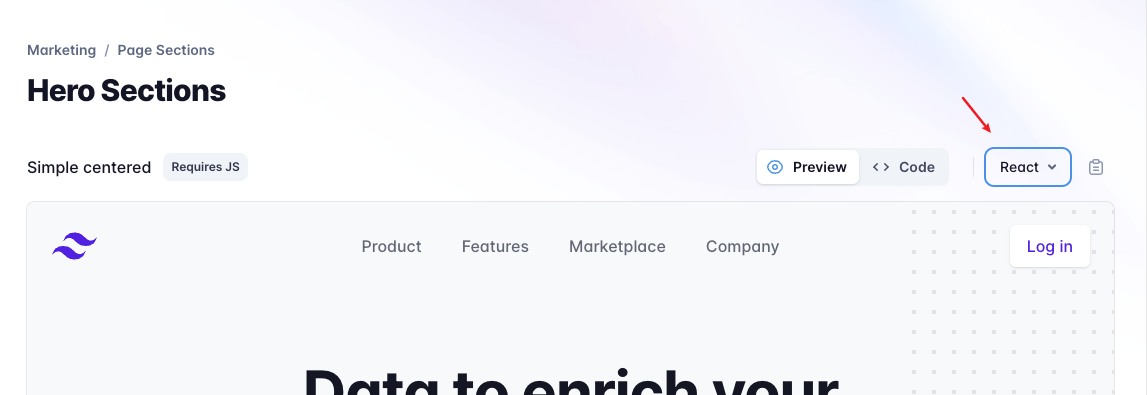 Marketing / Page Sections
Hero Sections
Simple centered Requires JS Preview Code React
Product Features Marketplace Company Log in
Data to enrich your